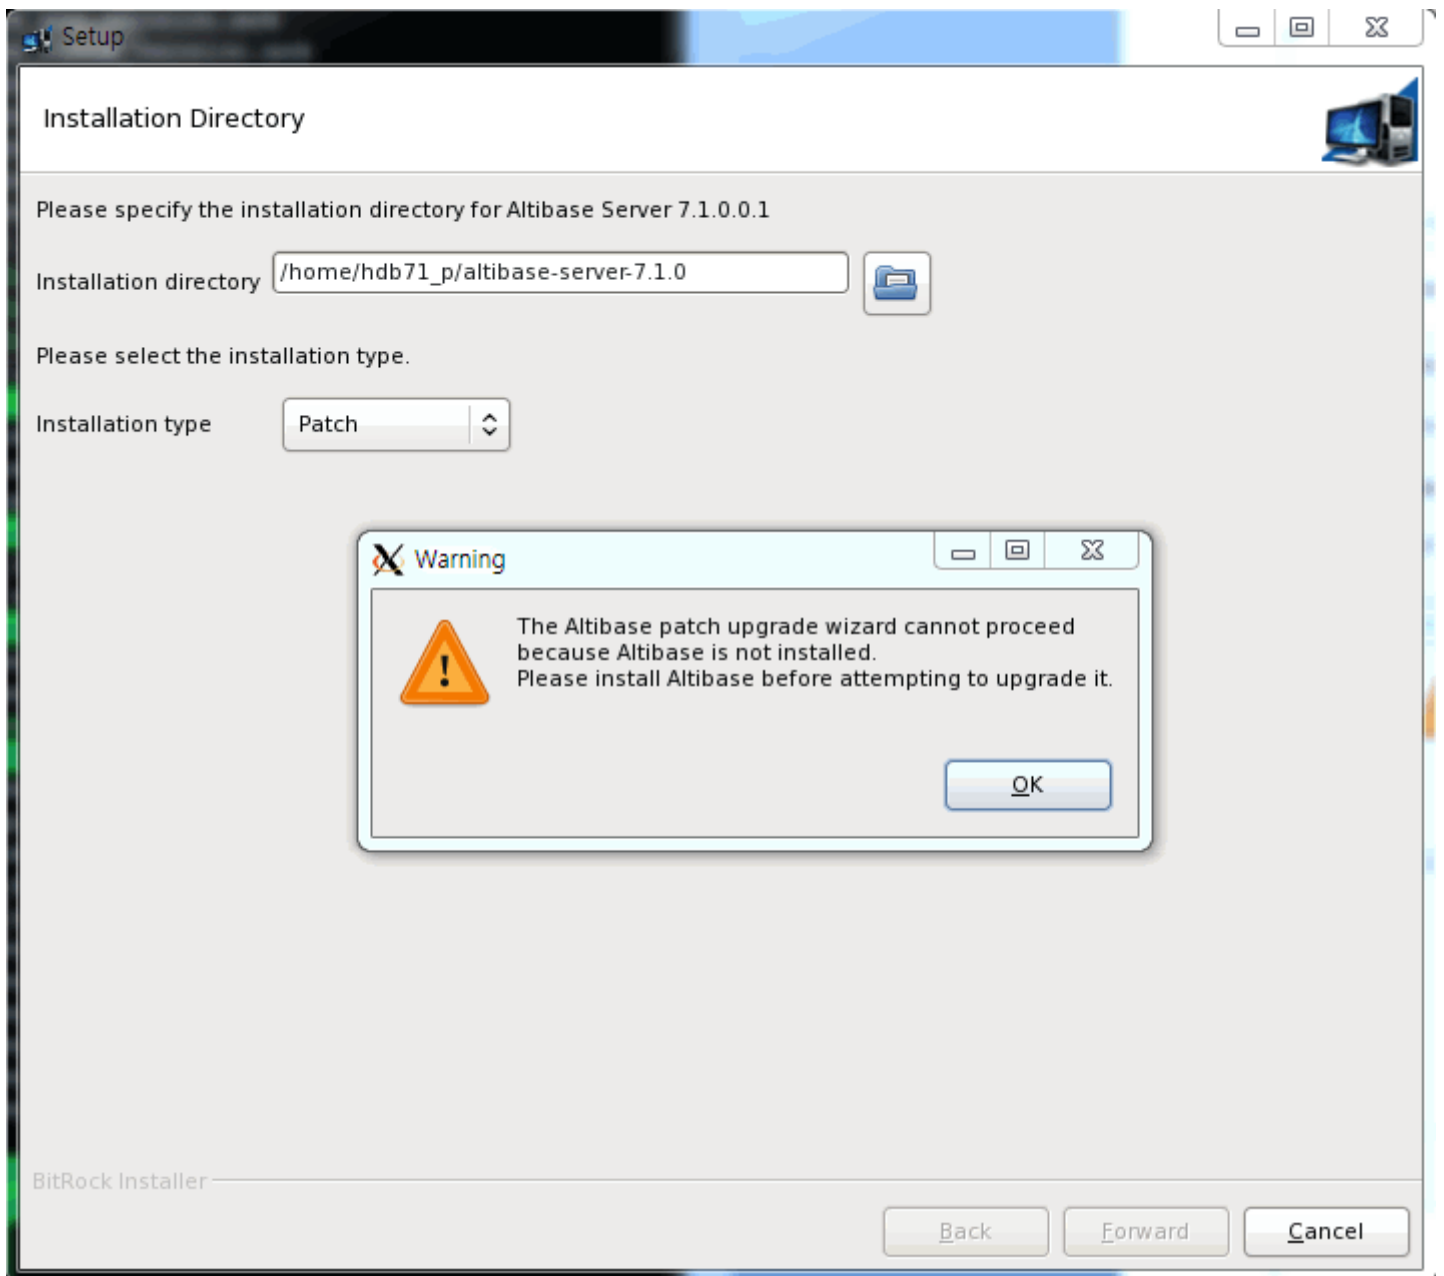 Setup
Installation Directory
Please specify the installation directory for Altibase Server 7.1.0.0.1
Installation directory /home/hdb71_p/altibase-server-7.1.0
Please select the installation type.
Installation type Patch
Warning
The Altibase patch upgrade wizard cannot proceed
because Altibase is not installed.
Please install Altibase before attempting to upgrade it.
OK
BitRock Installer
Back Forward Cancel